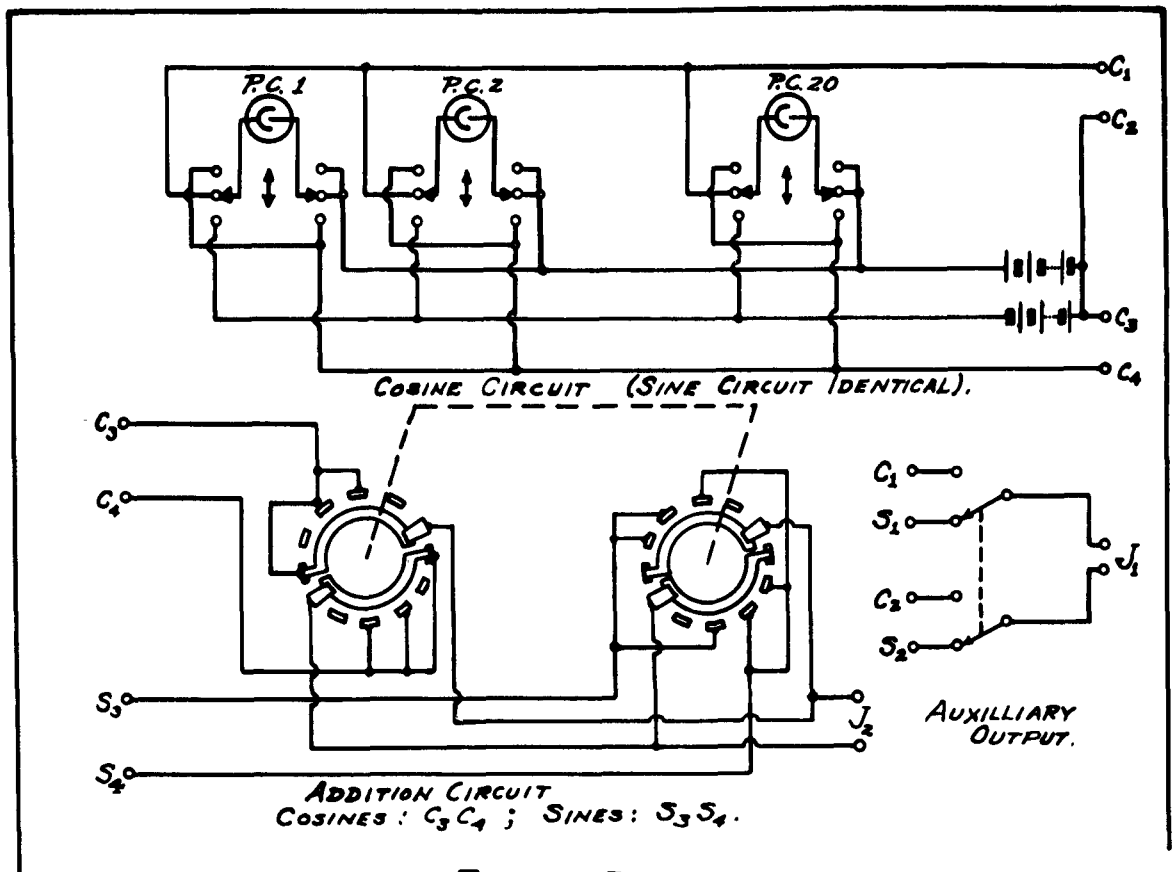 P.C.1 P.C.2 P.C.20
C1
C2
C3
C4
COSINE CIRCUIT (SINE CIRCUIT IDENTICAL).
C3
C4
S3
S4
C1
S1
C2
S2
J1
J2
AUXILLIARY
OUTPUT.
ADDITION CIRCUIT
COSINES : C3 C4 ; SINES : S3 S4 .